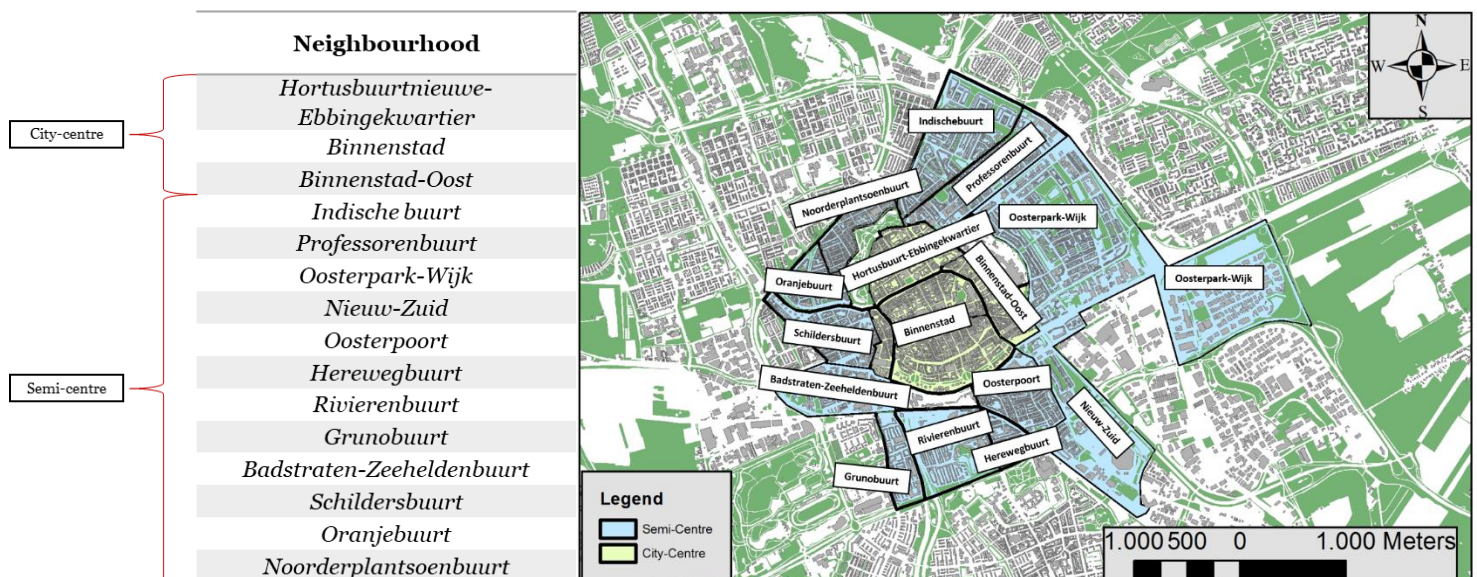 Neighbourhood
City-centre
Hortusbuurtnieuwe-
Ebbingekwartier
Binnenstad
Binnenstad-Oost
Semi-centre
Indische buurt
Professorenbuurt
Oosterpark-Wijk
Nieuw-Zuid
Oosterpoort
Herewegbuurt
Rivierenbuurt
Grunobuurt
Badstraten-Zeeheldenbuurt
Schildersbuurt
Oranjebuurt
Noorderplantsoenbuurt
N
W
E
S
Indischebuurt
Professorenbuurt
Noorderplantsoenbuurt
Oosterpark-Wijk
Hortusbuurt-Ebbingekwartier
Binnenstad-Oost
Oosterpark-Wijk
Oranjebuurt
Schildersbuurt
Binnenstad
Badstraten-Zeeheldenbuurt
Oosterpoort
Nieuw-Zuid
Rivierenbuurt
Herewegbuurt
Grunobuurt
Legend
Semi-Centre
City-Centre
1.000 500 0 1.000 Meters